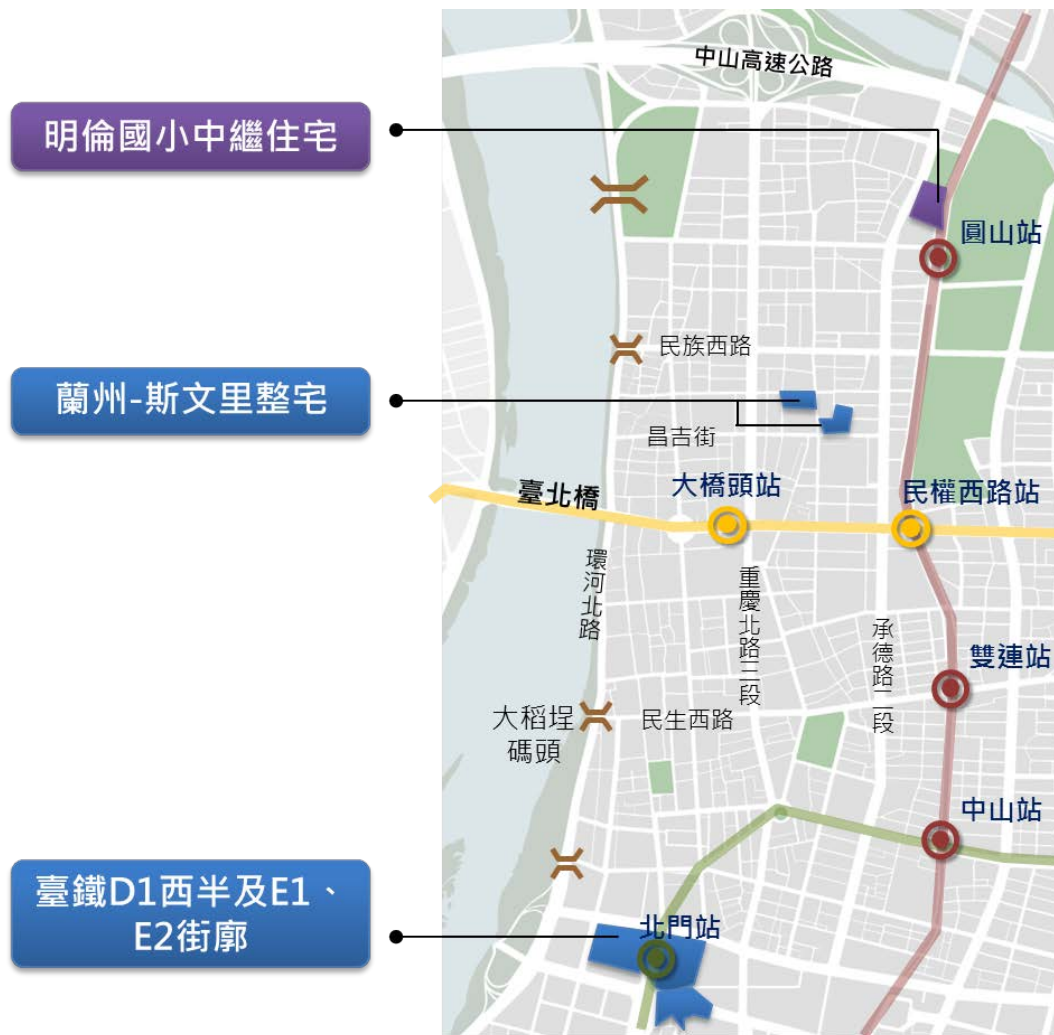 中山高速公路
明倫國小中繼住宅
圓山站
民族西路
蘭州-斯文里整宅
昌吉街
大橋頭站
民權西路站
臺北橋
環河北路
重慶北路三段
承德路二段
雙連站
大稻埕
碼頭
民生西路
中山站
臺鐵D1西半及E1、
E2街廓
北門站